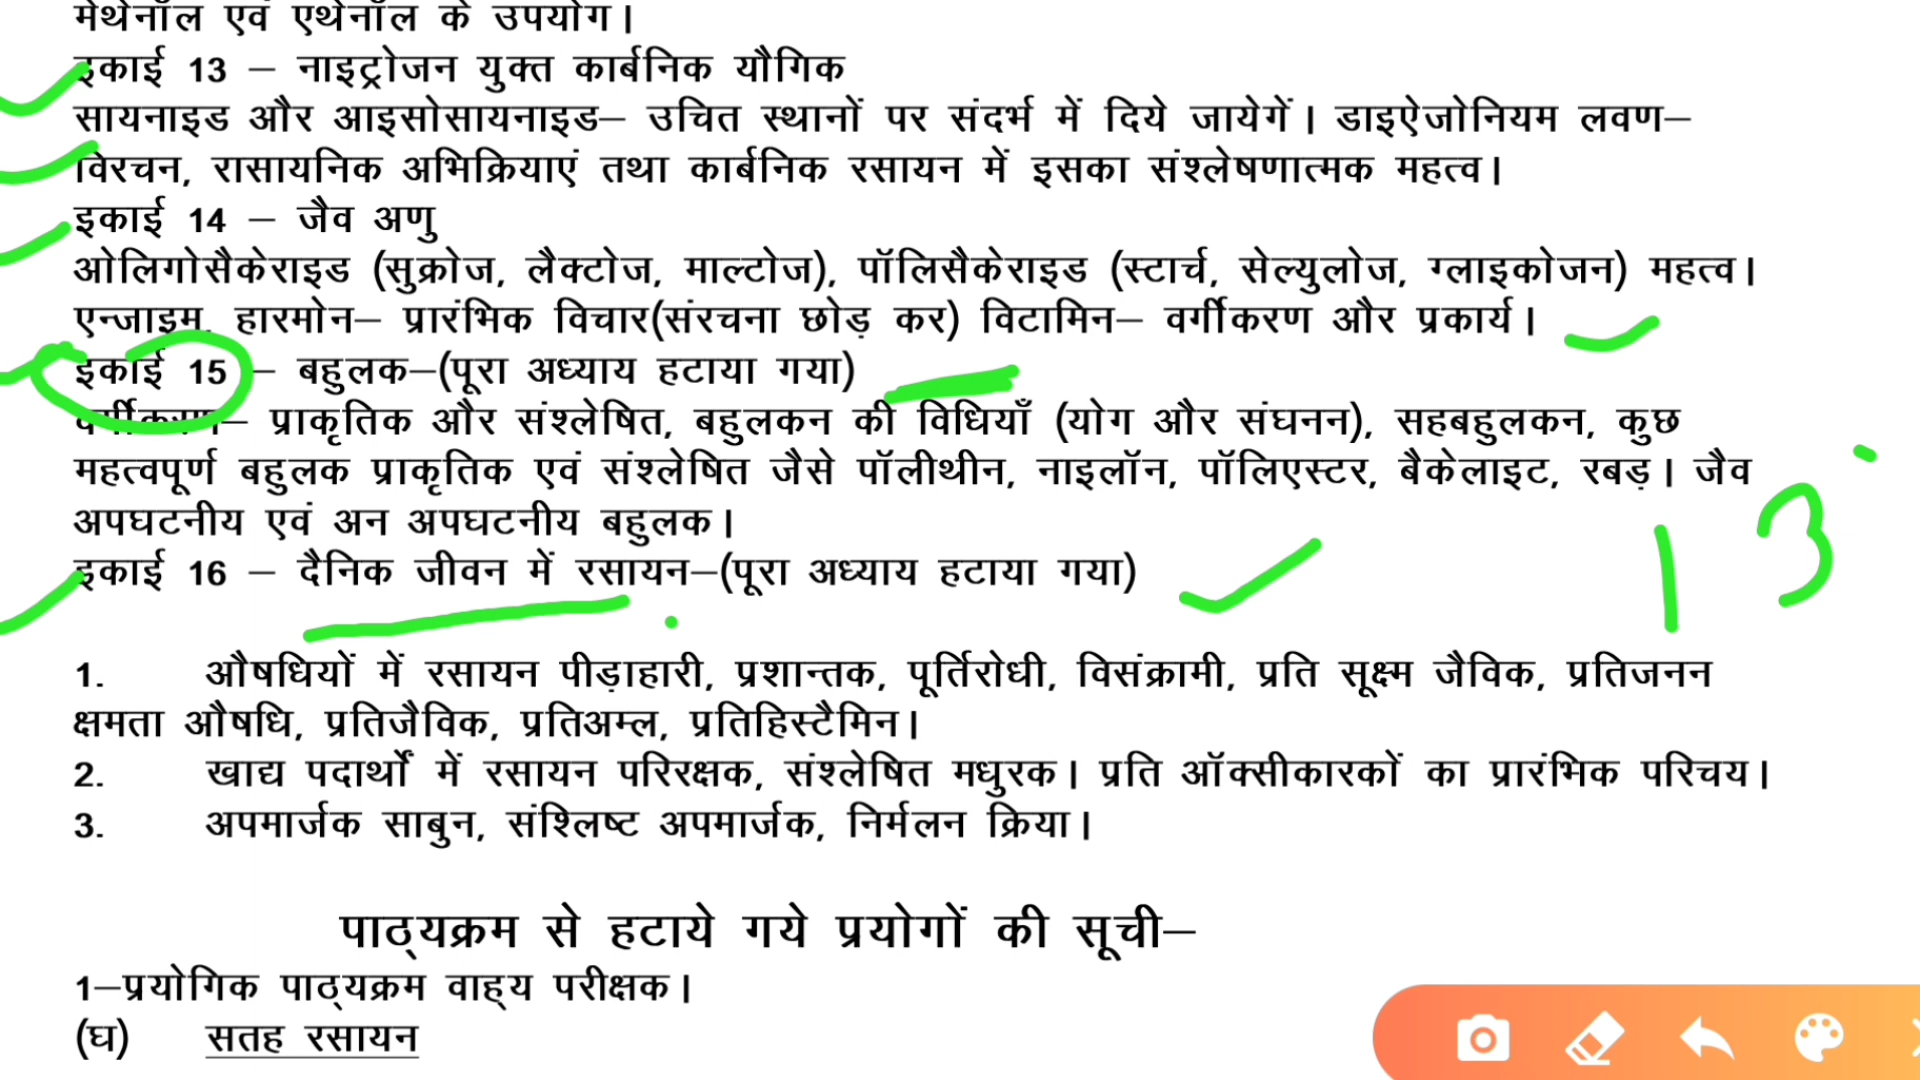 मेथेनॉल एवं एथेनॉल के उपयोग।
इकाई 13 – नाइट्रोजन युक्त कार्बनिक यौगिक
सायनाइड और आइसोसायनाइड– उचित स्थानों पर संदर्भ में दिये जायेगें। डाइऐजोनियम लवण–
विरचन, रासायनिक अभिक्रियाएं तथा कार्बनिक रसायन में इसका संश्लेषणात्मक महत्व।
इकाई 14 – जैव अणु
ओलिगोसैकेराइड (सुक्रोज, लैक्टोज, माल्टोज), पॉलिसैकेराइड (स्टार्च, सेल्युलोज, ग्लाइकोजन) महत्व।
एन्जाइम, हारमोन– प्रारंभिक विचार(संरचना छोड़ कर) विटामिन– वर्गीकरण और प्रकार्य।
इकाई 15 – बहुलक–(पूरा अध्याय हटाया गया)
वर्गीकरण– प्राकृतिक और संश्लेषित, बहुलकन की विधियाँ (योग और संघनन), सहबहुलकन, कुछ
महत्वपूर्ण बहुलक प्राकृतिक एवं संश्लेषित जैसे पॉलीथीन, नाइलॉन, पॉलिएस्टर, बैकेलाइट, रबड़। जैव
अपघटनीय एवं अन अपघटनीय बहुलक।
13
इकाई 16 – दैनिक जीवन में रसायन–(पूरा अध्याय हटाया गया)
1. औषधियों में रसायन पीड़ाहारी, प्रशान्तक, पूर्तिरोधी, विसंक्रामी, प्रति सूक्ष्म जैविक, प्रतिजनन
क्षमता औषधि, प्रतिजैविक, प्रतिअम्ल, प्रतिहिस्टैमिन।
2. खाद्य पदार्थों में रसायन परिरक्षक, संश्लेषित मधुरक। प्रति ऑक्सीकारकों का प्रारंभिक परिचय।
3. अपमार्जक साबुन, संश्लिष्ट अपमार्जक, निर्मलन क्रिया।
पाठ्यक्रम से हटाये गये प्रयोगों की सूची–
1–प्रयोगिक पाठ्यक्रम वाह्य परीक्षक।
(घ) सतह रसायन